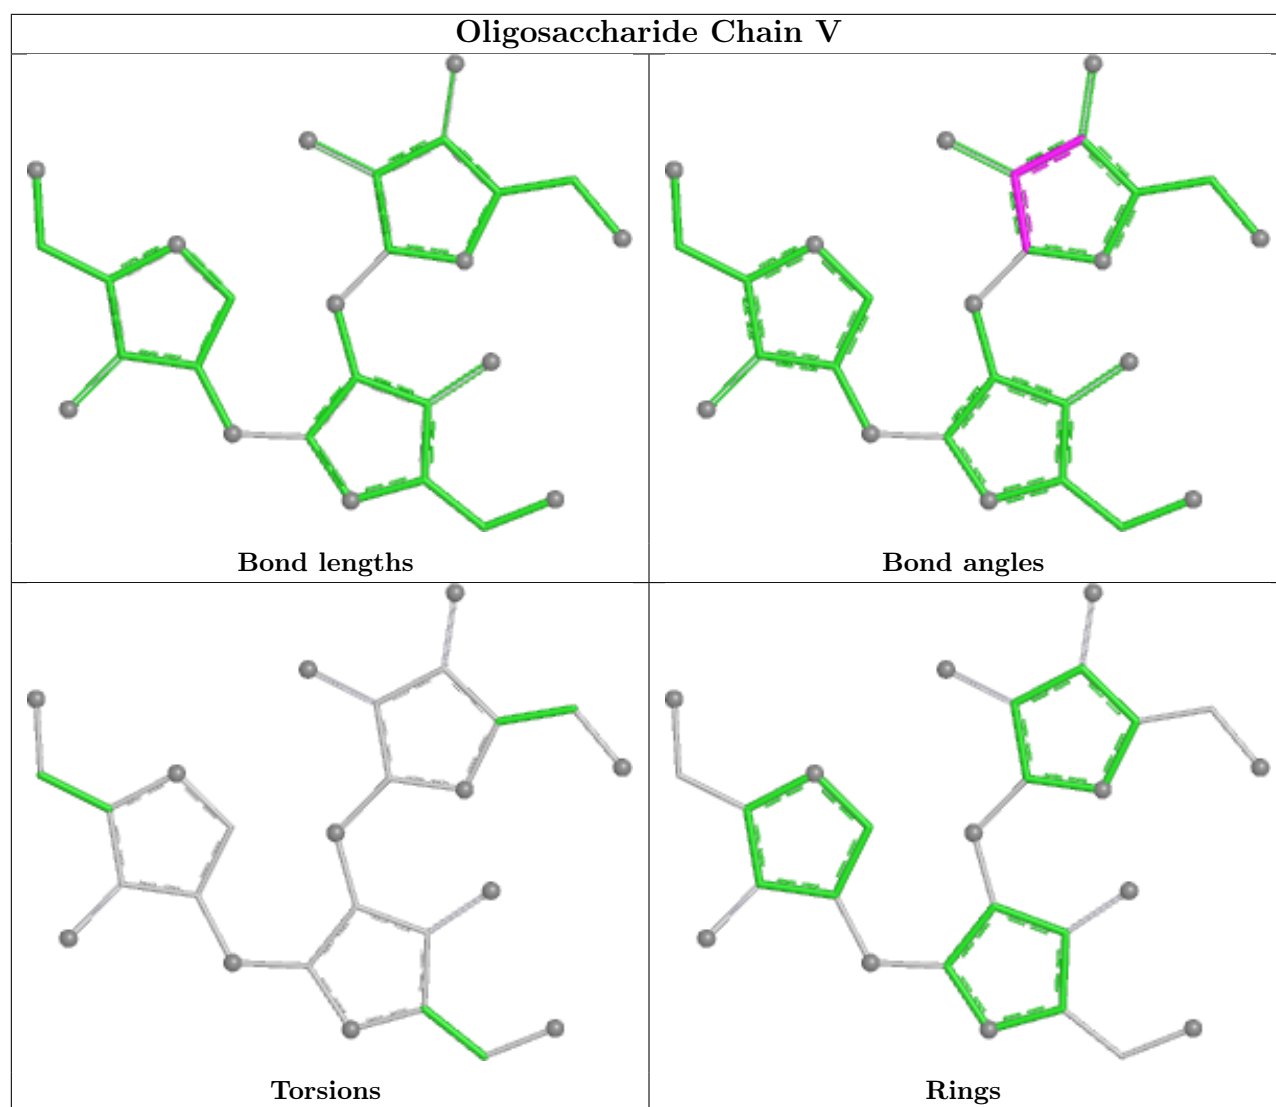 Oligosaccharide Chain V
Bond lengths
Bond angles
Torsions
Rings